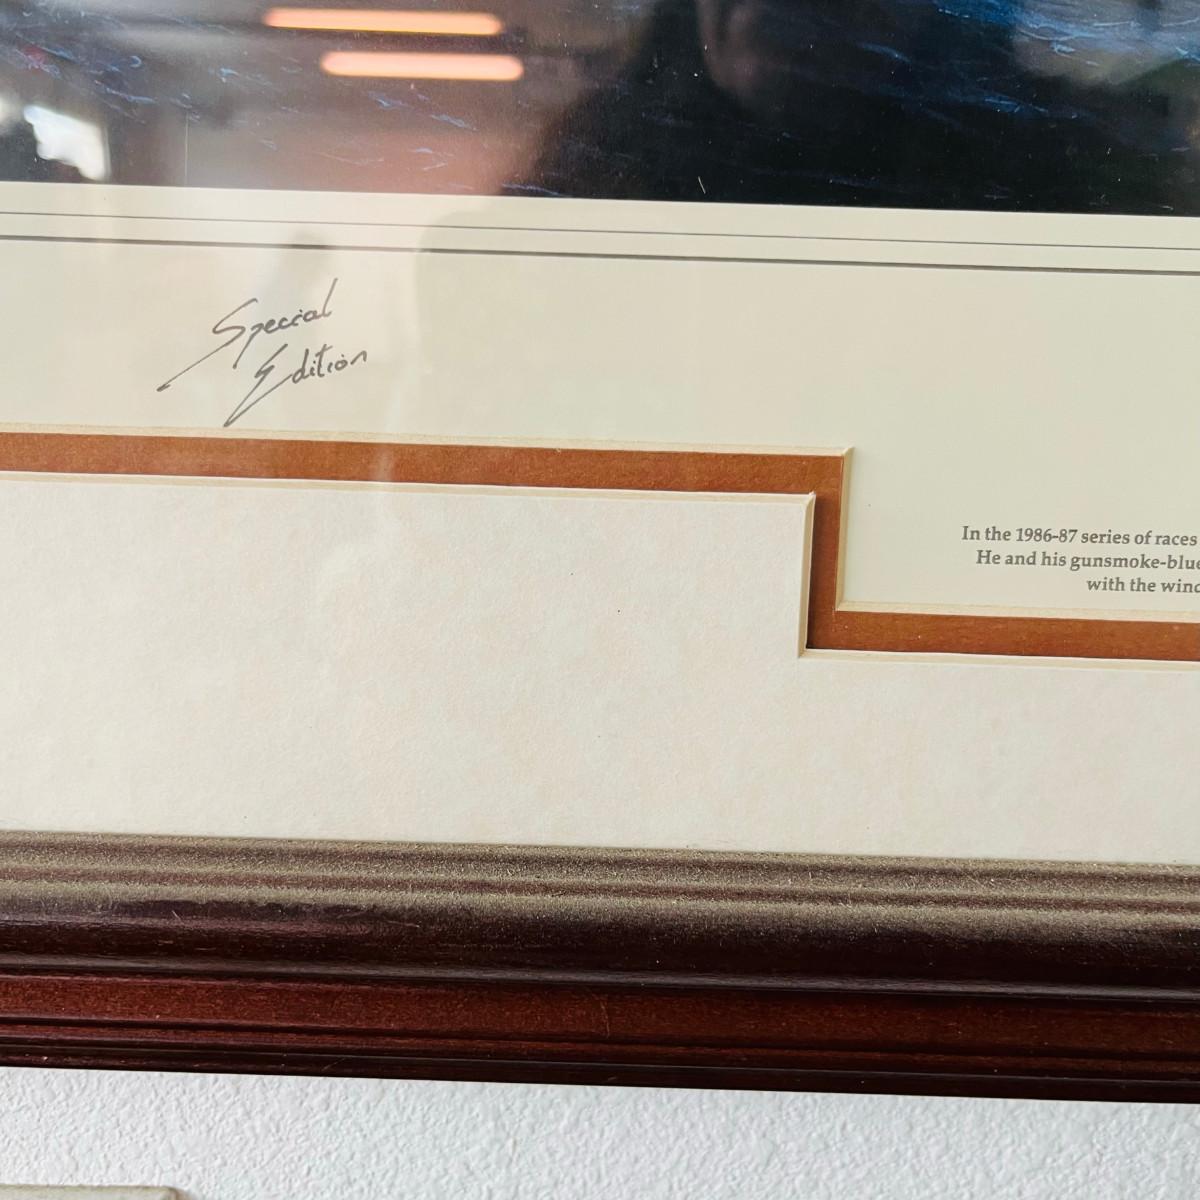 Special
Edition
In the 1986-87 series of races
He and his gunsmoke-blue
with the wind